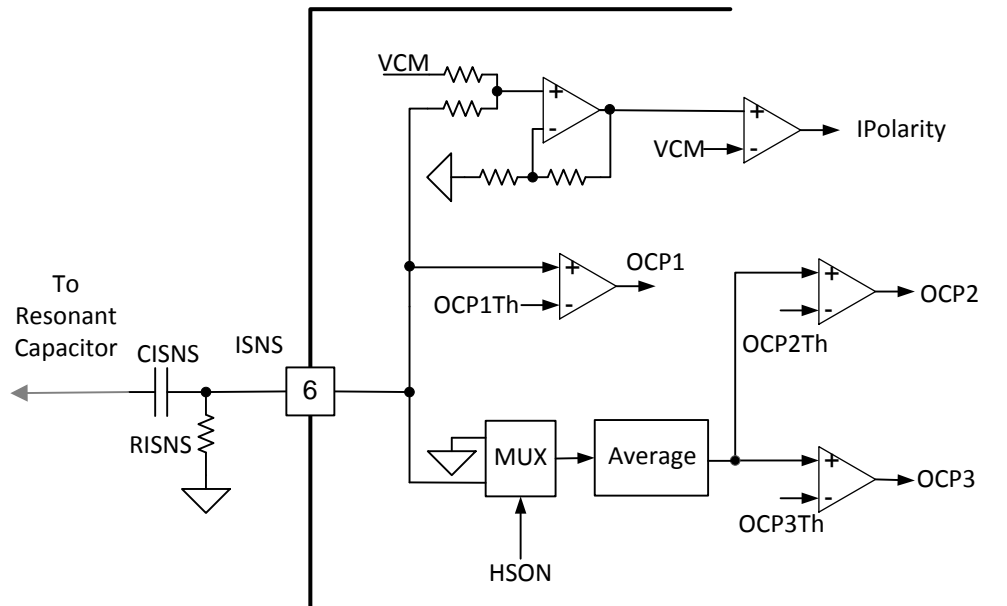 VCM
+
-
+
VCM
-
IPolarity
OCP1
+
OCP1Th
-
+
OCP2
-
OCP2Th
To
Resonant
Capacitor
CISNS
ISNS
6
RISNS
MUX
Average
+
OCP3
-
OCP3Th
HSON